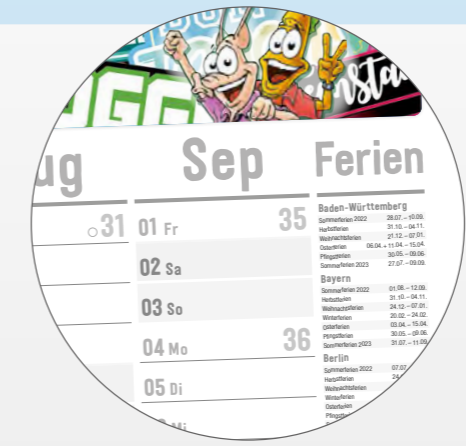 ug
Sep
Ferien
31
01 Fr
35
02 Sa
03 So
04 Mo
36
05 Di
Mi
Baden-Württemberg
Sommerferien 2022 28.07. – 10.09.
Herbstferien 31.10. – 04.11.
Weihnachtsferien 21.12. – 07.01.
Osterferien 06.04. + 11.04. – 15.04.
Pfingstferien 30.05. – 09.06.
Sommerferien 2023 27.07. – 09.09.
Bayern
Sommerferien 2022 01.08. – 12.09.
Herbstferien 31.10. – 04.11.
Weihnachtsferien 24.12. – 07.01.
Winterferien 20.02. – 24.02.
Osterferien 03.04. – 15.04.
Pfingstferien 30.05. – 09.06.
Sommerferien 2023 31.07. – 11.09
Berlin
Sommerferien 2022 07.07.
Herbstferien 24
Weihnachtsferien
Winterferien
Osterferien